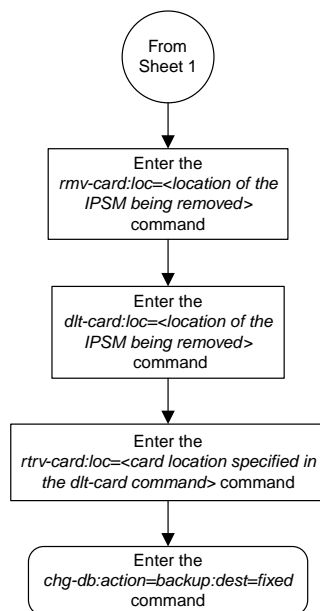 From
Sheet 1
Enter the
rmv-card:loc=<location of the
IPSM being removed>
command
Enter the
dlt-card:loc=<location of the
IPSM being removed>
command
Enter the
rtrv-card:loc=<card location specified in
the dlt-card command> command
Enter the
chg-db:action=backup:dest=fixed
command